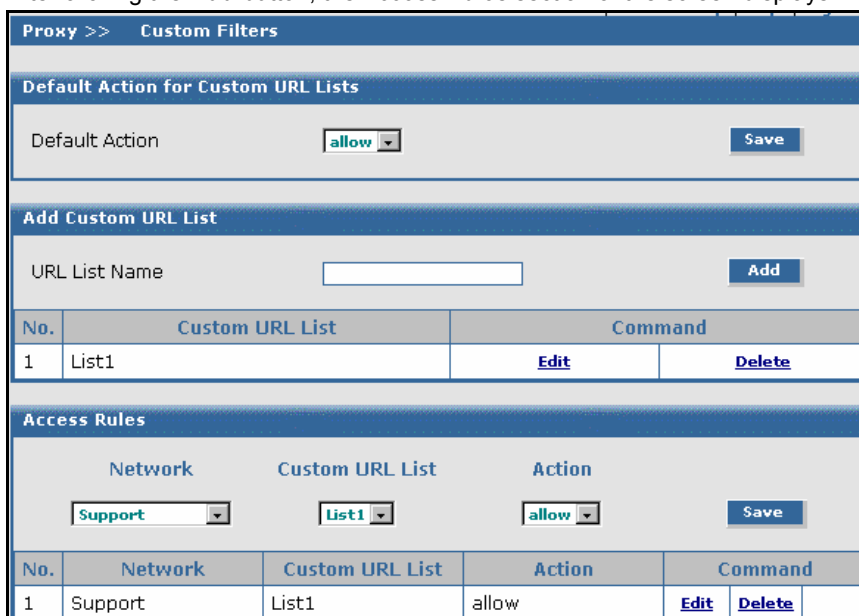 Proxy >> Custom Filters
Default Action for Custom URL Lists
Default Action allow Save
Add Custom URL List
URL List Name Add
No. Custom URL List Command
1 List1 Edit Delete
Access Rules
Network Custom URL List Action
Support List1 allow Save
No. Network Custom URL List Action Command
1 Support List1 allow Edit Delete